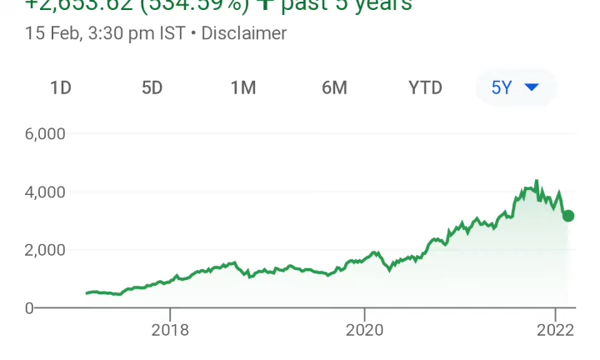 +2,653.62 (534.59%) ↑ past 5 years
15 Feb, 3:30 pm IST • Disclaimer
1D 5D 1M 6M YTD 5Y
6,000
4,000
2,000
0
2018 2020 2022